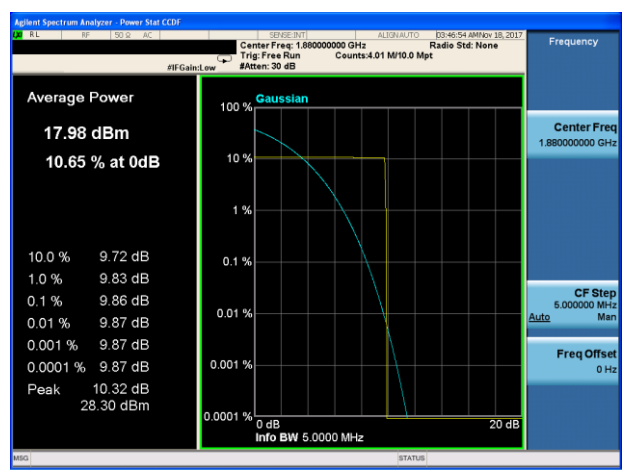 Agilent Spectrum Analyzer - Power Stat CCDF
RL RF 50 Ω AC SENSE:INT ALIGN AUTO 03:46:54 AM Nov 18, 2017
Center Freq: 1.880000000 GHz Radio Std: None
Trig: Free Run Counts:4.01 M/10.0 Mpt
#IFGain:Low #Atten: 30 dB
Frequency
Average Power
17.98 dBm
10.65 % at 0dB
10.0 % 9.72 dB
1.0 % 9.83 dB
0.1 % 9.86 dB
0.01 % 9.87 dB
0.001 % 9.87 dB
0.0001 % 9.87 dB
Peak 10.32 dB
28.30 dBm
100 % Gaussian
10 %
1 %
0.1 %
0.01 %
0.001 %
0.0001 %
0 dB 20 dB
Info BW 5.0000 MHz
Center Freq
1.880000000 GHz
CF Step
5.000000 MHz
Auto Man
Freq Offset
0 Hz
MSG STATUS